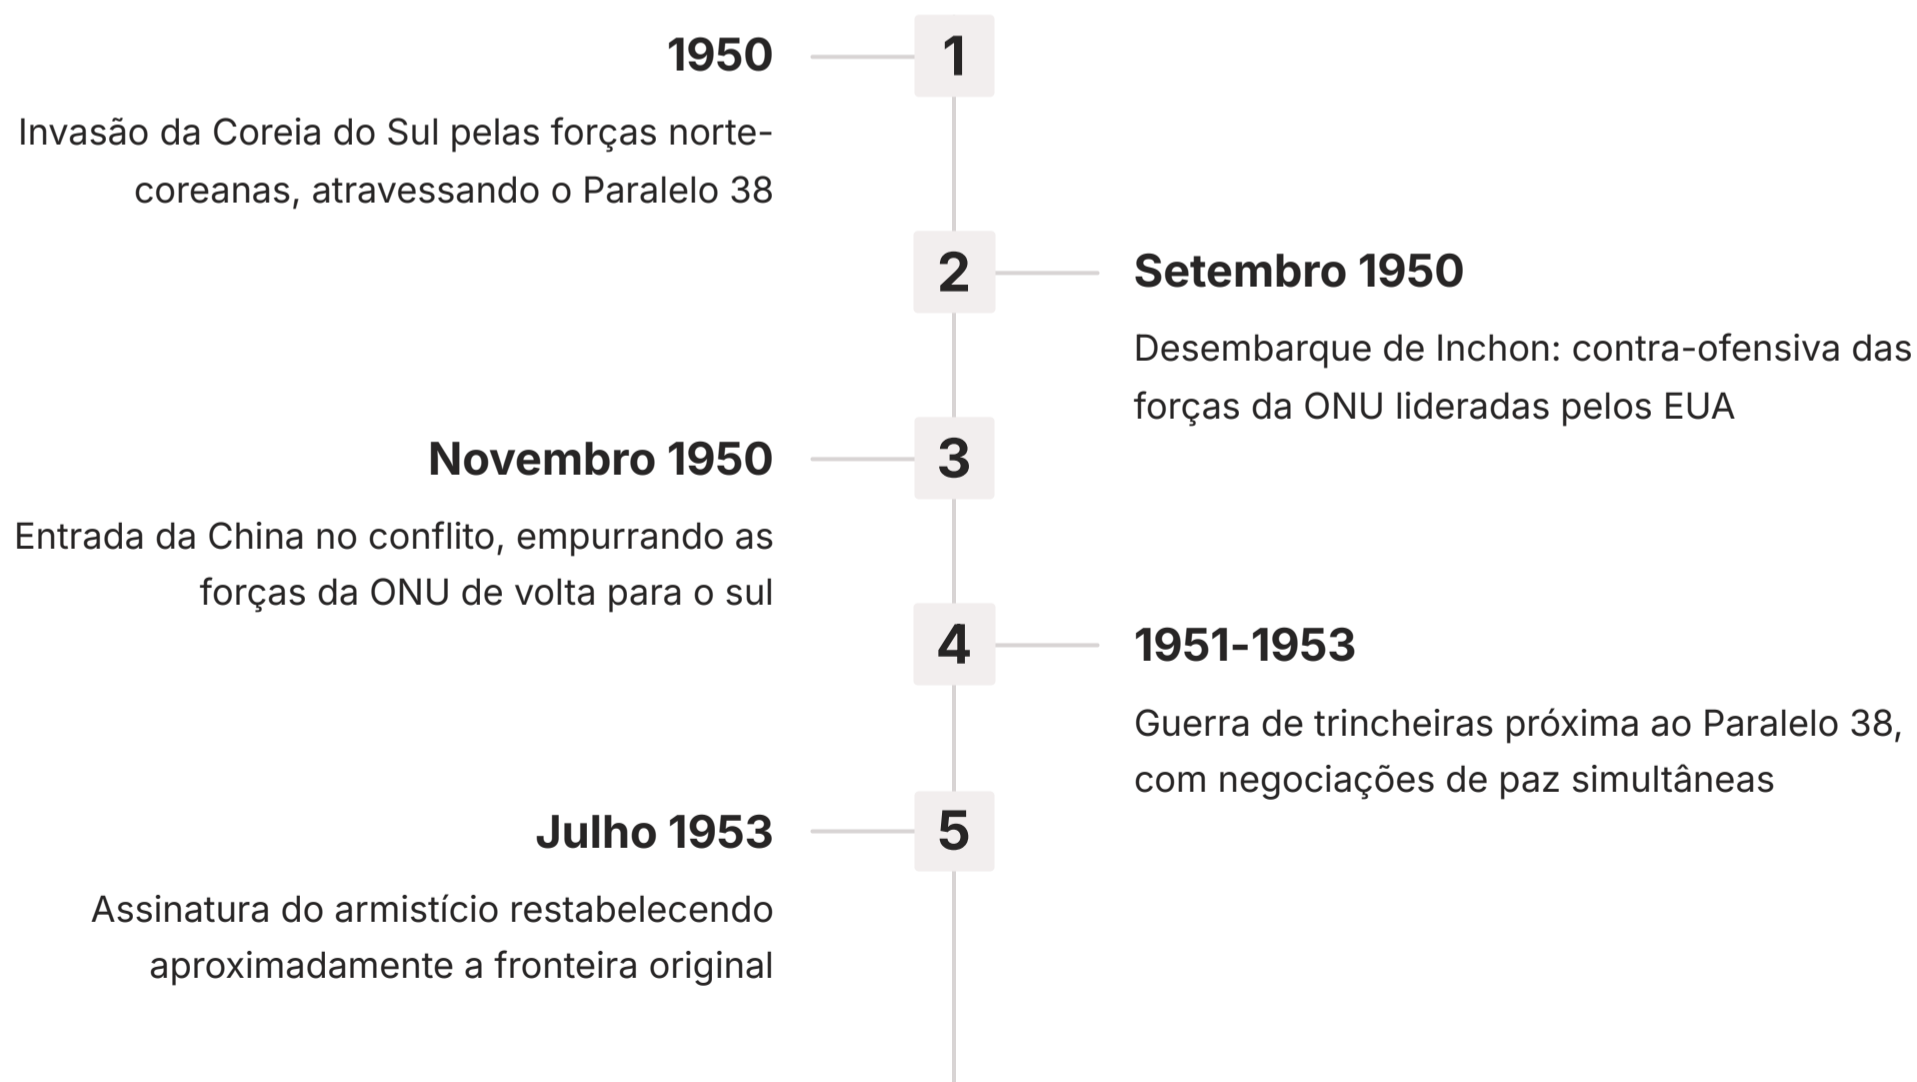 1950
1
Invasão da Coreia do Sul pelas forças norte-
coreanas, atravessando o Paralelo 38
2
Setembro 1950
Desembarque de Inchon: contra-ofensiva das
forças da ONU lideradas pelos EUA
Novembro 1950
3
Entrada da China no conflito, empurrando as
forças da ONU de volta para o sul
4
1951-1953
Guerra de trincheiras próxima ao Paralelo 38,
com negociações de paz simultâneas
Julho 1953
5
Assinatura do armistício restabelecendo
aproximadamente a fronteira original